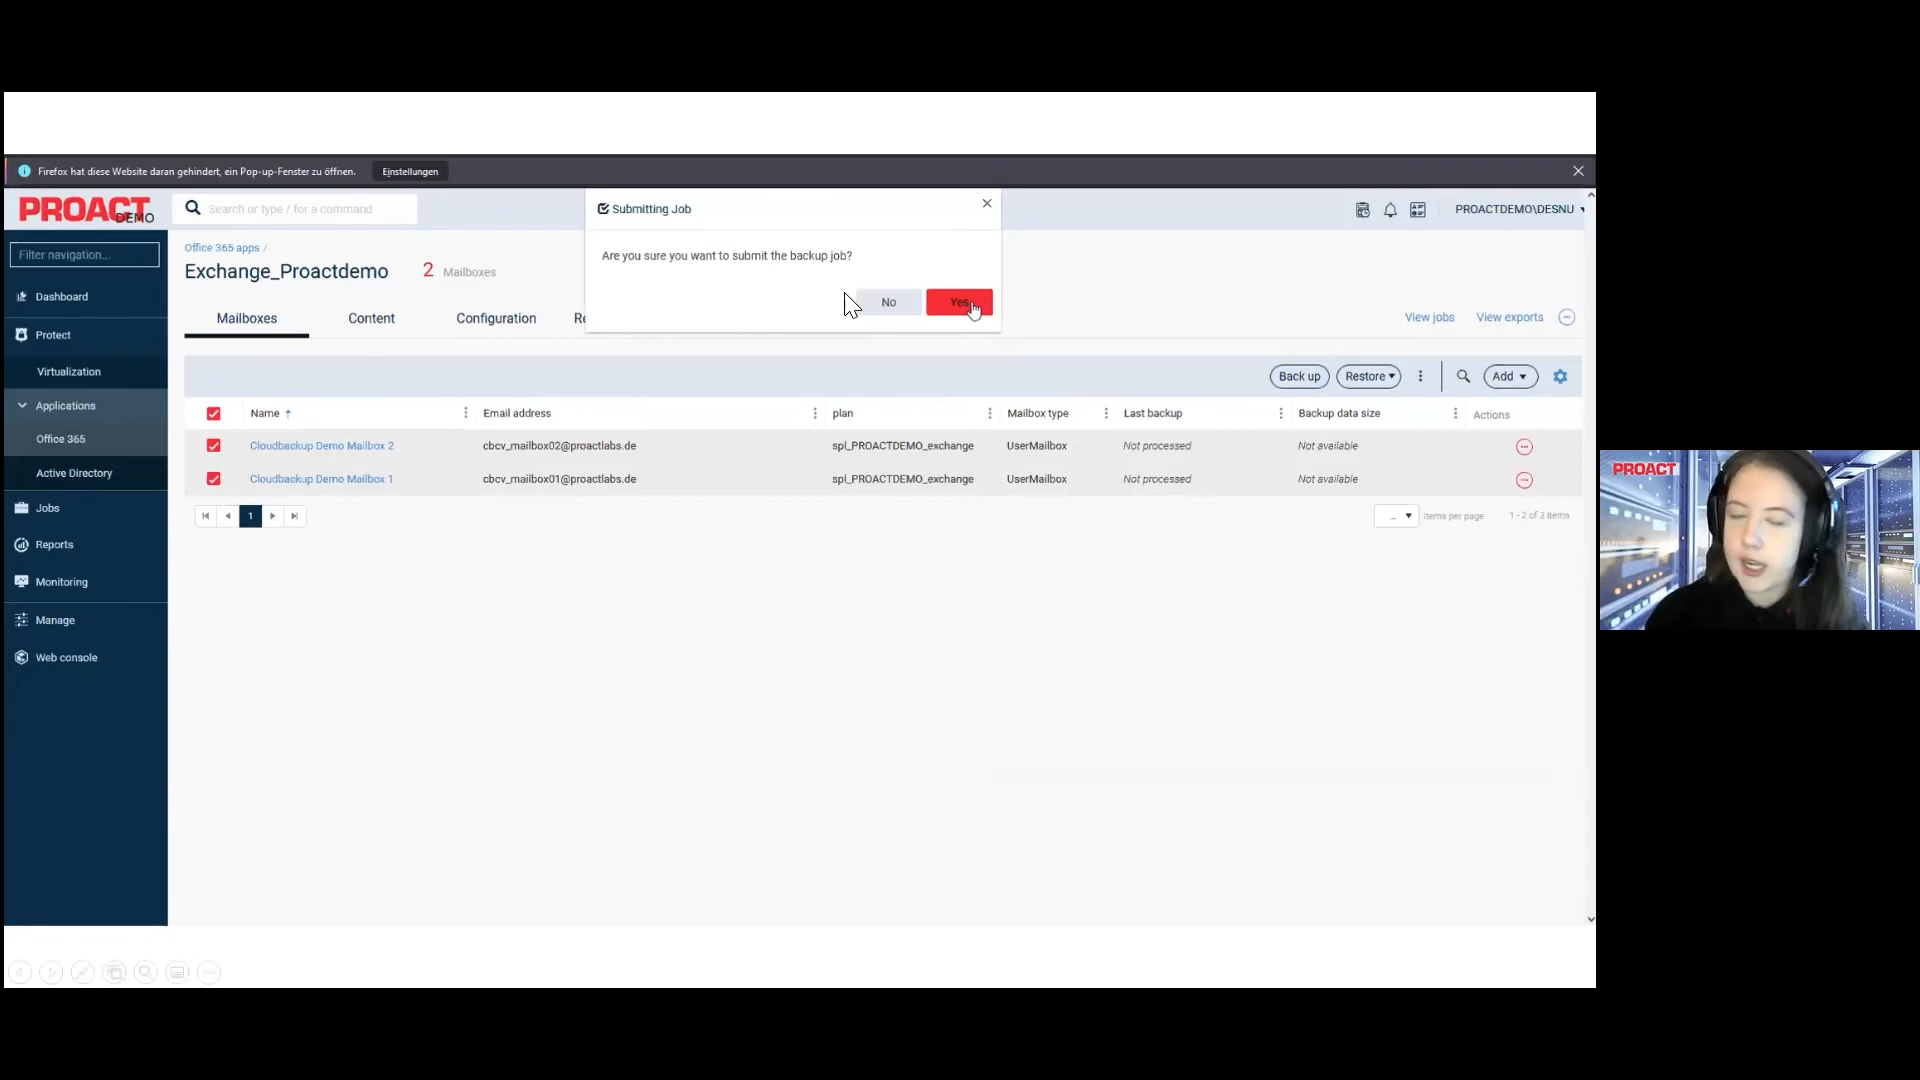 Firefox hat diese Website daran gehindert, ein Pop-up-Fenster zu öffnen. Einstellungen
PROACT DEMO
Search or type / for a command
Submitting Job
PROACTDEMO\DESNU
Filter navigation...
Office 365 apps /
Exchange_Proactdemo 2 Mailboxes
Are you sure you want to submit the backup job?
No Yes
Dashboard
Protect
Virtualization
Applications
Office 365
Active Directory
Jobs
Reports
Monitoring
Manage
Web console
Mailboxes Content Configuration Re
View jobs View exports
Back up Restore Add
Name Email address plan Mailbox type Last backup Backup data size Actions
Cloudbackup Demo Mailbox 2 cbcv_mailbox02@proactlabs.de spl_PROACTDEMO_exchange UserMailbox Not processed Not available
Cloudbackup Demo Mailbox 1 cbcv_mailbox01@proactlabs.de spl_PROACTDEMO_exchange UserMailbox Not processed Not available
1 ... items per page 1 - 2 of 2 items
PROACT